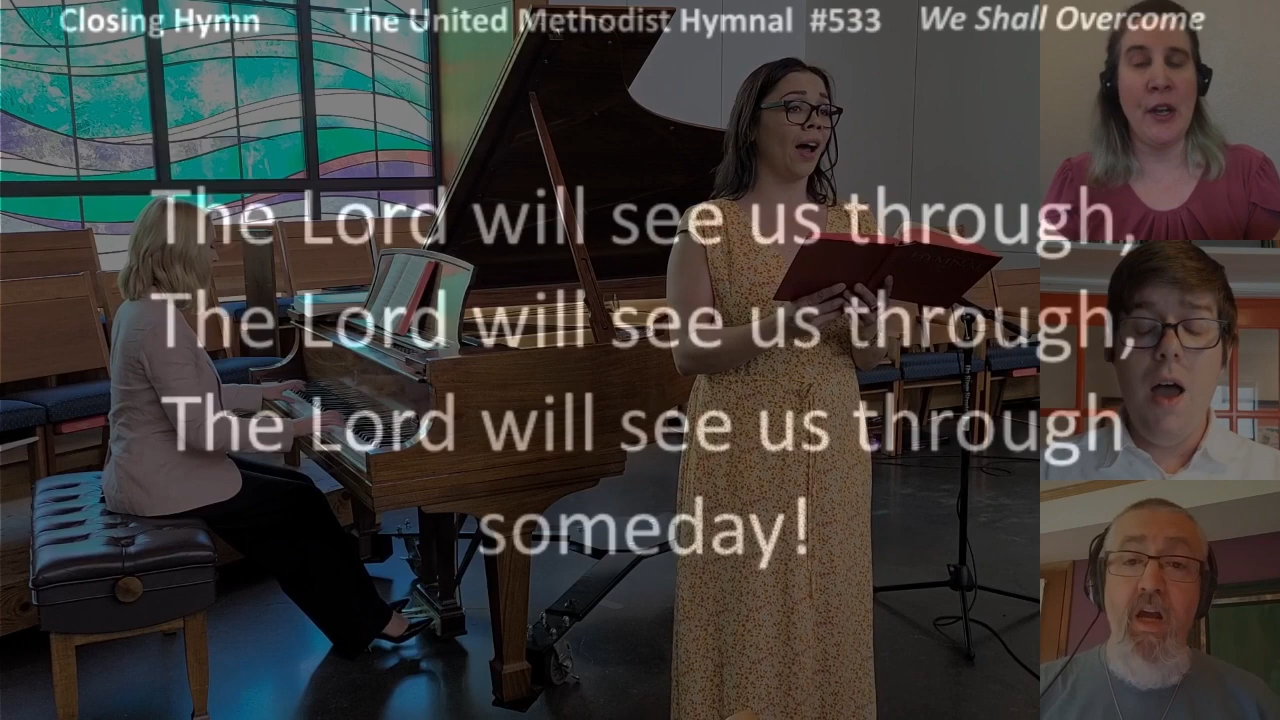 Closing Hymn The United Methodist Hymnal #533 We Shall Overcome
The Lord will see us through,
The Lord will see us through,
The Lord will see us through
someday!